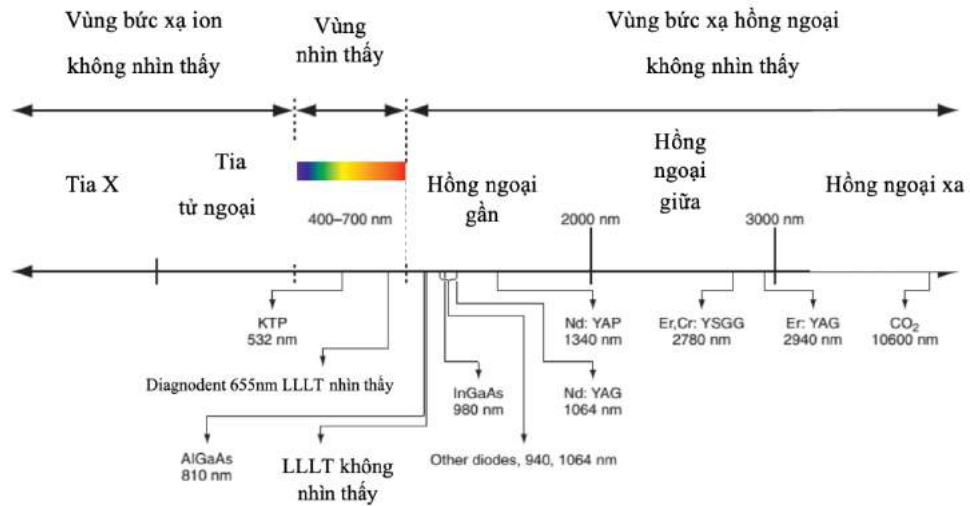 Vùng bức xạ ion
không nhìn thấy
Vùng
nhìn thấy
Vùng bức xạ hồng ngoại
không nhìn thấy
Tia X
Tia
tử ngoại
400–700 nm
Hồng ngoại
gần
2000 nm
Hồng
ngoại
giữa
3000 nm
Hồng ngoại xa
KTP
532 nm
Nd: YAP
1340 nm
Er,Cr: YSGG
2780 nm
Er: YAG
2940 nm
CO₂
10600 nm
Diagnodent 655nm LLLT nhìn thấy
InGaAs
980 nm
Nd: YAG
1064 nm
AlGaAs
810 nm
LLLT không
nhìn thấy
Other diodes, 940, 1064 nm